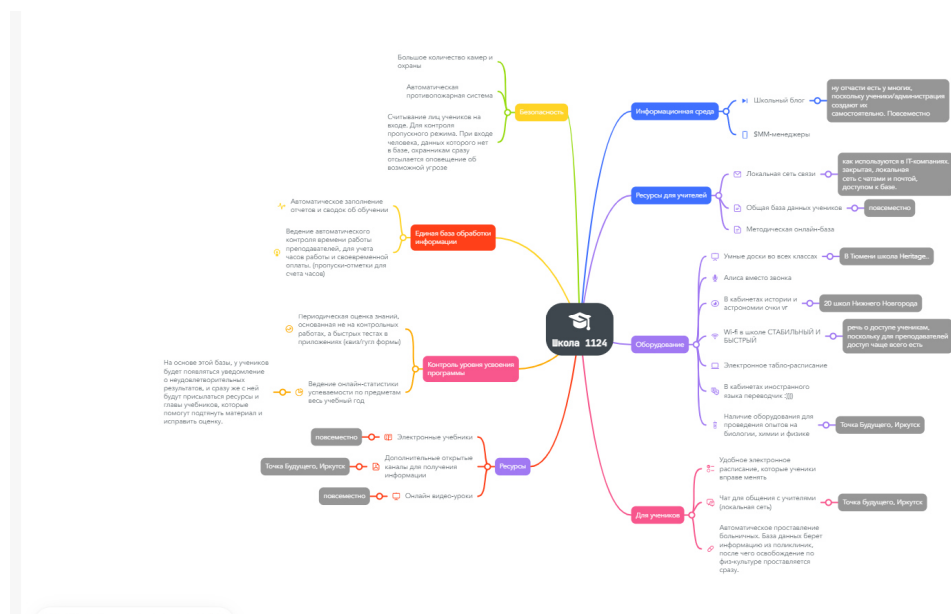 Большое количество камер и
охраны
Автоматическая
противопожарная система
Считывание лиц учеников на
входе. Для контроля
пропускного режима. При входе
человека, данных которого нет
в базе, охранникам сразу
отсылается оповещение об
возможной угрозе
Безопасность
Автоматическое заполнение
отчетов и сводок об обучении
Ведение автоматического
контроля времени работы
преподавателей, для учета
часов работы и своевременной
оплаты. (пропуски-отметки для
счета часов)
Единая база обработки
информации
Периодическая оценка знаний,
основанная не на контрольных
работах, а быстрых тестах в
приложениях (квиз/гугл формы)
На основе этой базы, у учеников
будет появляться уведомление
о неудовлетворительных
результатов, и сразу же с ней
будут присылаться ресурсы и
главы учебников, которые
помогут подтянуть материал и
исправить оценку.
Ведение онлайн-статистики
успеваемости по предметам
весь учебный год
Контроль уровня усвоения
программы
повсеместно
Электронные учебники
Точка Будущего, Иркутск
Дополнительные открытые
каналы для получения
информации
повсеместно
Онлайн видео-уроки
Ресурсы
Школа 1124
Информационная среда
Школьный блог
ну отчасти есть у многих,
поскольку ученики/администрация
создают их
самостоятельно. Повсеместно
SMM-менеджеры
Ресурсы для учителей
Локальная сеть связи
как используются в IT-компаниях.
закрытая, локальная
сеть с чатами и почтой,
доступом к базе.
Общая база данных учеников
повсеместно
Методическая онлайн-база
Оборудование
Умные доски во всех классах
В Тюмени школа Heritage..
Алиса вместо звонка
В кабинетах истории и
астрономии очки vr
20 школ Нижнего Новгорода
Wi-fi в школе СТАБИЛЬНЫЙ И
БЫСТРЫЙ
речь о доступе ученикам,
поскольку для преподавателей
доступ чаще всего есть
Электронное табло-расписание
В кабинетах иностранного
языка переводчик :))))
Наличие оборудования для
проведения опытов на
биологии, химии и физике
Точка Будущего, Иркутск
Для учеников
Удобное электронное
расписание, которые ученики
вправе менять
Чат для общения с учителями
(локальная сеть)
Точка будущего, Иркутск
Автоматическое проставление
больничных. База данных берет
информацию из поликлиник,
после чего освобождение по
физ-культуре проставляется
сразу.